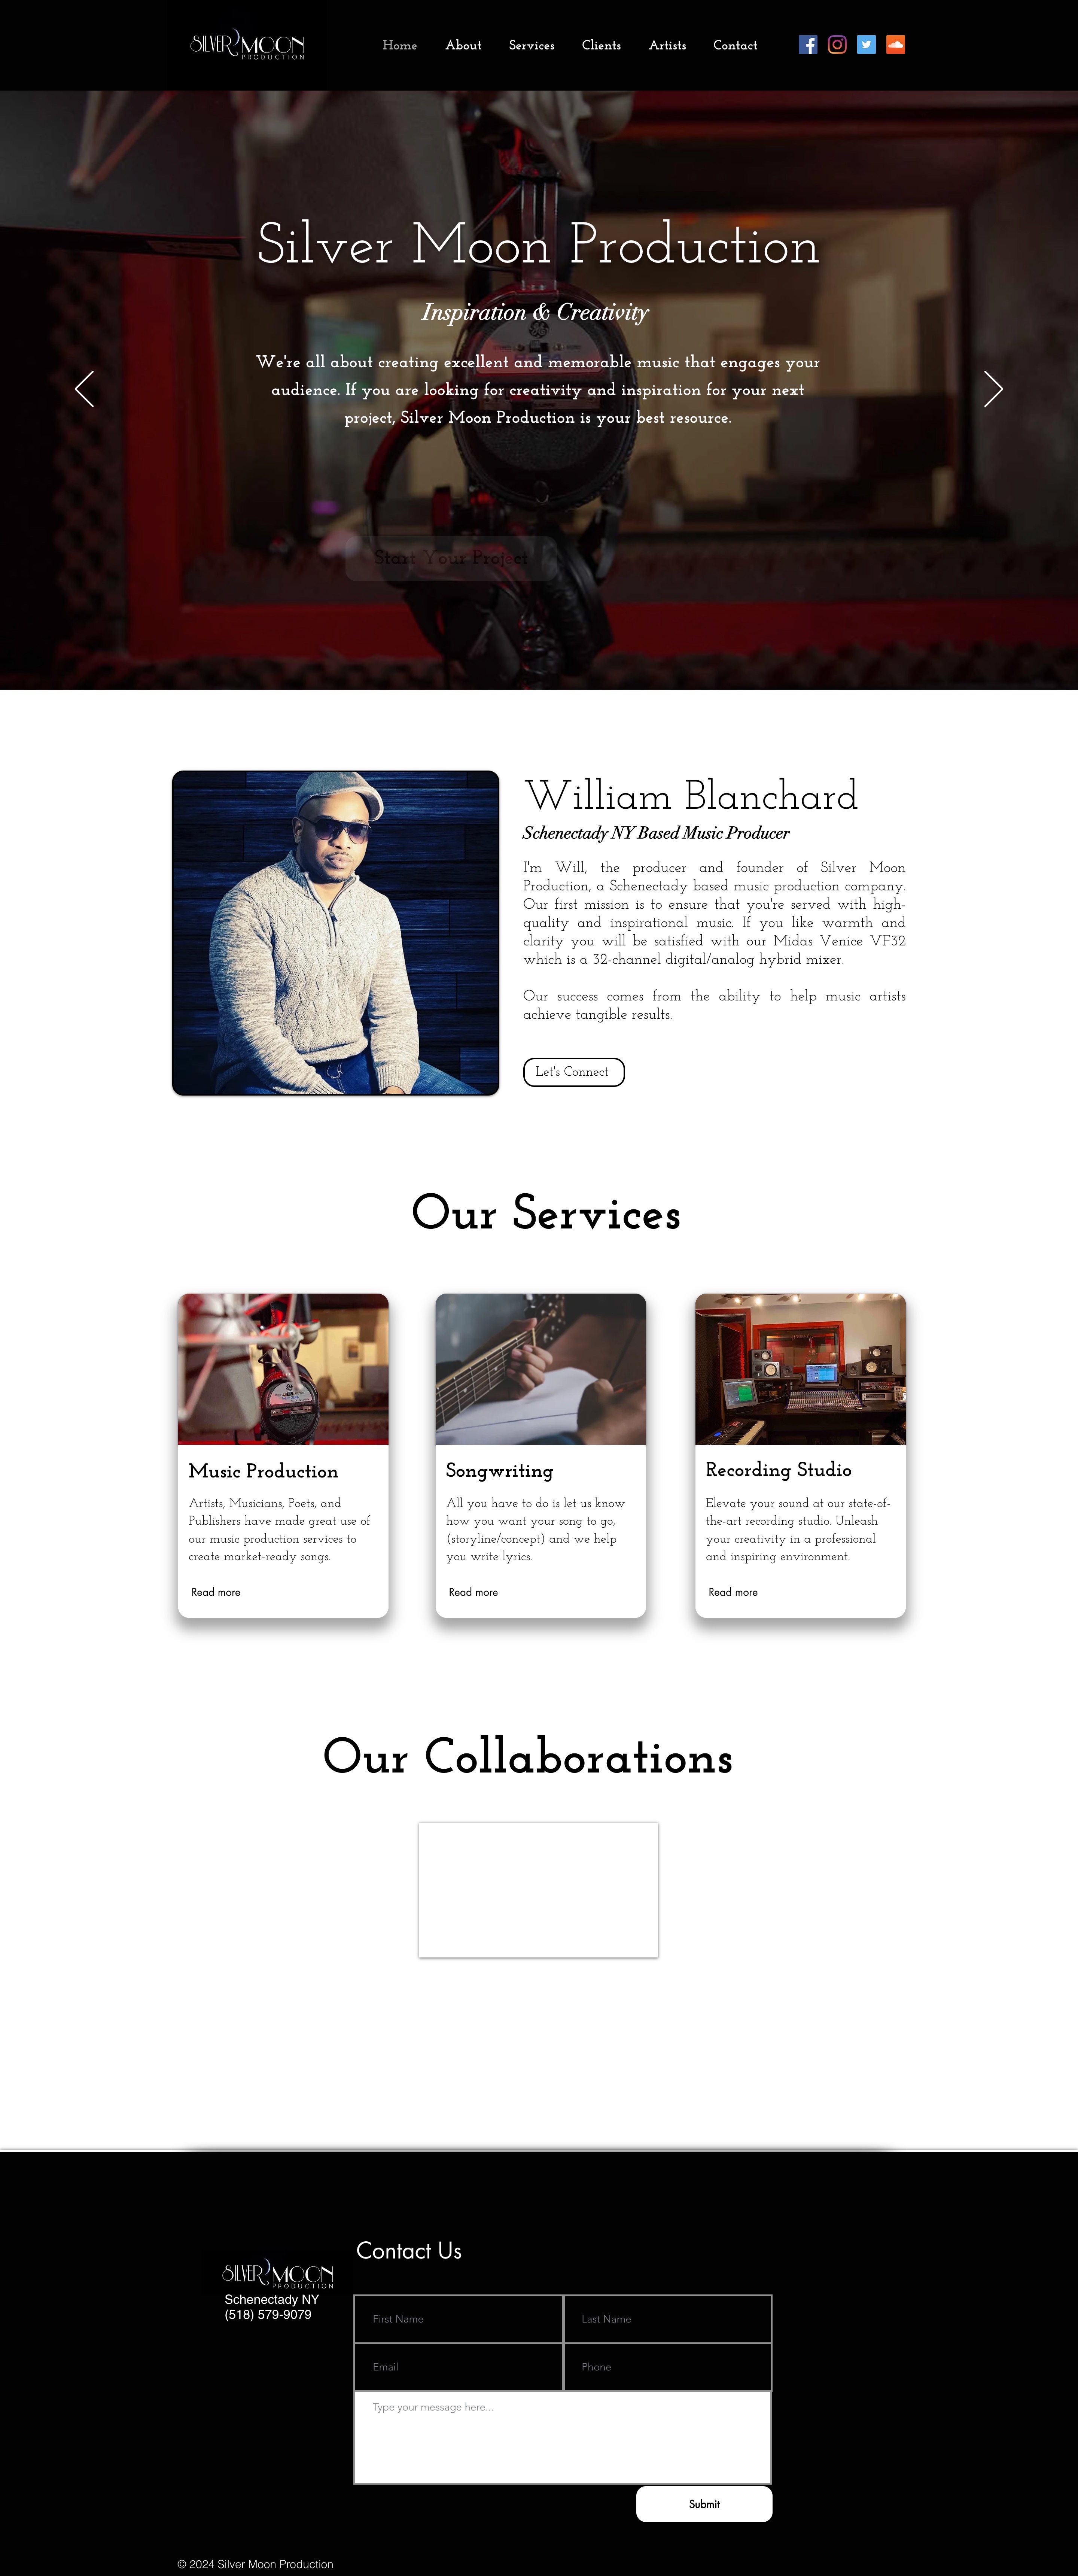 SILVER MOON
PRODUCTION
Home About Services Clients Artists Contact
Silver Moon Production
Inspiration & Creativity
We're all about creating excellent and memorable music that engages your
audience. If you are looking for creativity and inspiration for your next
project, Silver Moon Production is your best resource.
Start Your Project
William Blanchard
Schenectady NY Based Music Producer
I'm Will, the producer and founder of Silver Moon
Production, a Schenectady based music production company.
Our first mission is to ensure that you're served with high-
quality and inspirational music. If you like warmth and
clarity you will be satisfied with our Midas Venice VF32
which is a 32-channel digital/analog hybrid mixer.
Our success comes from the ability to help music artists
achieve tangible results.
Let's Connect
Our Services
Music Production
Artists, Musicians, Poets, and
Publishers have made great use of
our music production services to
create market-ready songs.
Read more
Songwriting
All you have to do is let us know
how you want your song to go,
(storyline/concept) and we help
you write lyrics.
Read more
Recording Studio
Elevate your sound at our state-of-
the-art recording studio. Unleash
your creativity in a professional
and inspiring environment.
Read more
Our Collaborations
Contact Us
SILVER MOON
PRODUCTION
Schenectady NY
(518) 579-9079
First Name
Last Name
Email
Phone
Type your message here...
Submit
© 2024 Silver Moon Production